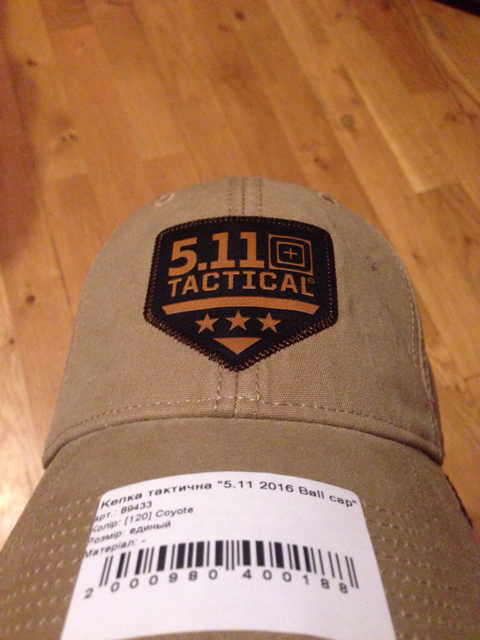 5.11
TACTICAL®
Кепка тактична "5.11 2016 Ball cap"
арт.: 89433
Колір: [120] Coyote
Розмір: единый
Матеріал: -
2 000980 400188